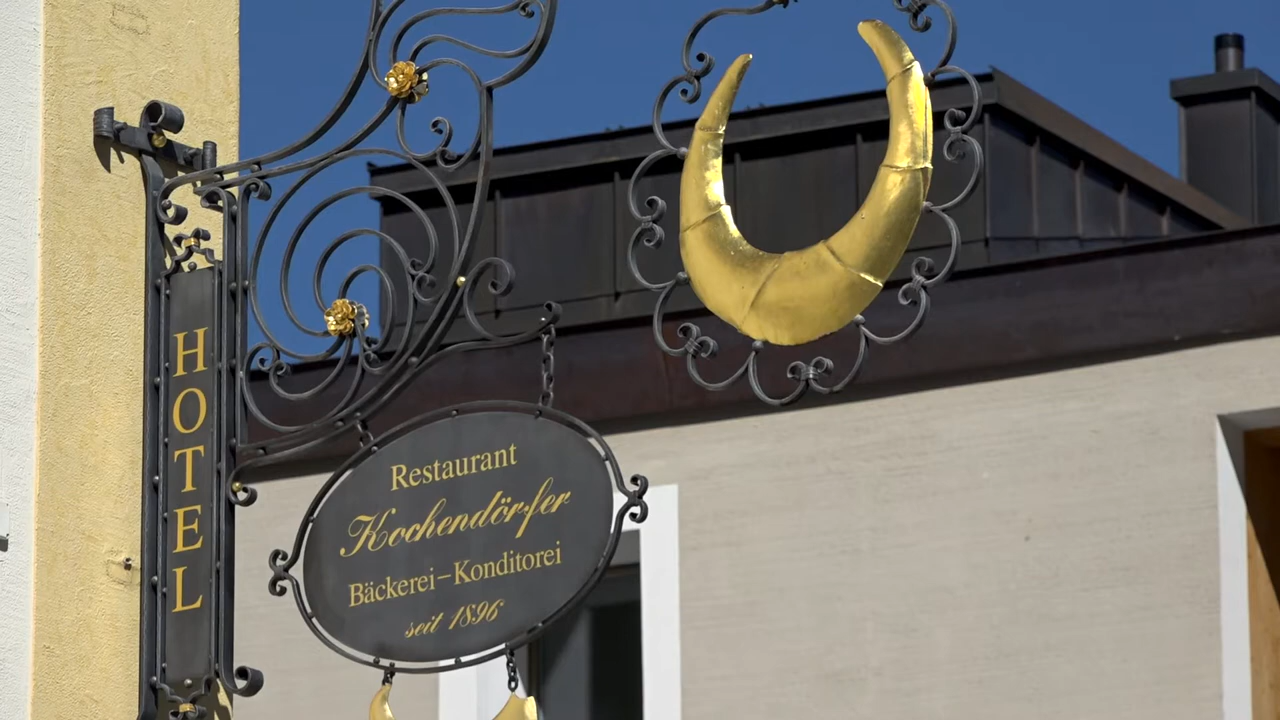 HOTEL
Restaurant
Kochendörfer
Bäckerei-Konditorei
seit 1896